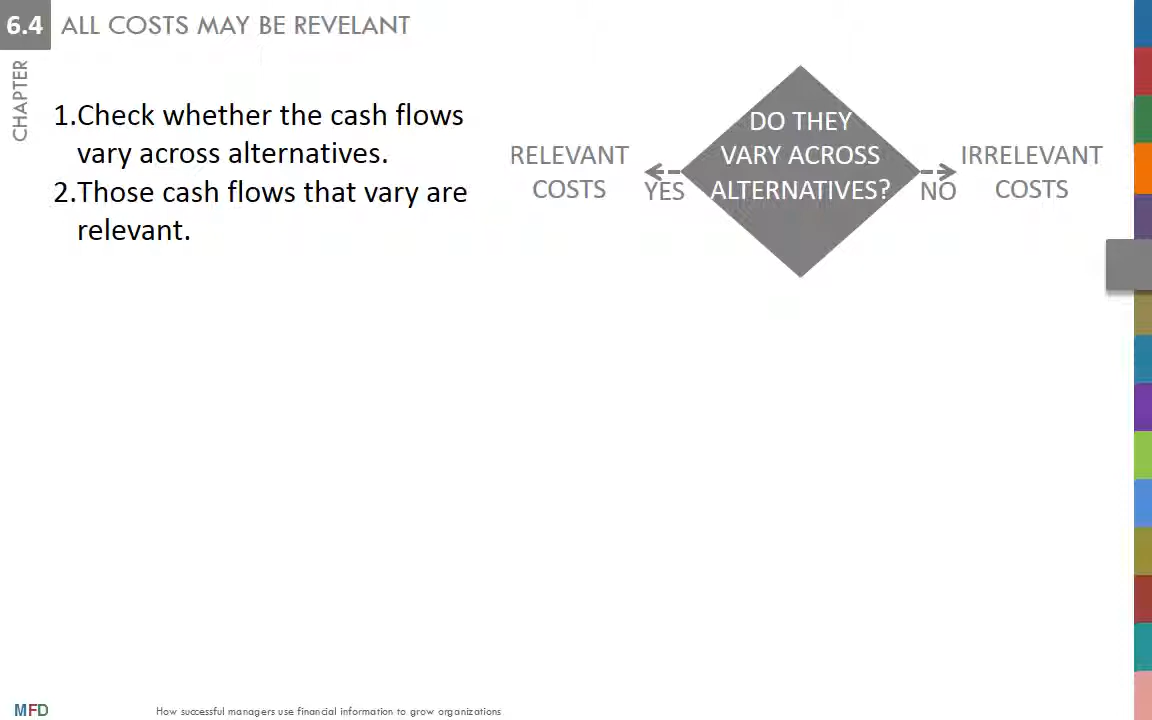 6.4 ALL COSTS MAY BE REVELANT
CHAPTER
1.Check whether the cash flows
vary across alternatives.
2.Those cash flows that vary are
relevant.
RELEVANT
COSTS
YES
DO THEY
VARY ACROSS
ALTERNATIVES?
NO
IRRELEVANT
COSTS
MFD
How successful managers use financial information to grow organizations